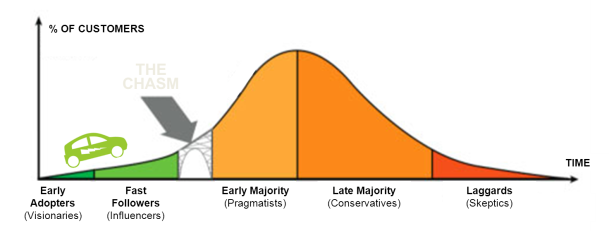 % OF CUSTOMERS
THE
CHASM
TIME
Early
Adopters
(Visionaries)
Fast
Followers
(Influencers)
Early Majority
(Pragmatists)
Late Majority
(Conservatives)
Laggards
(Skeptics)